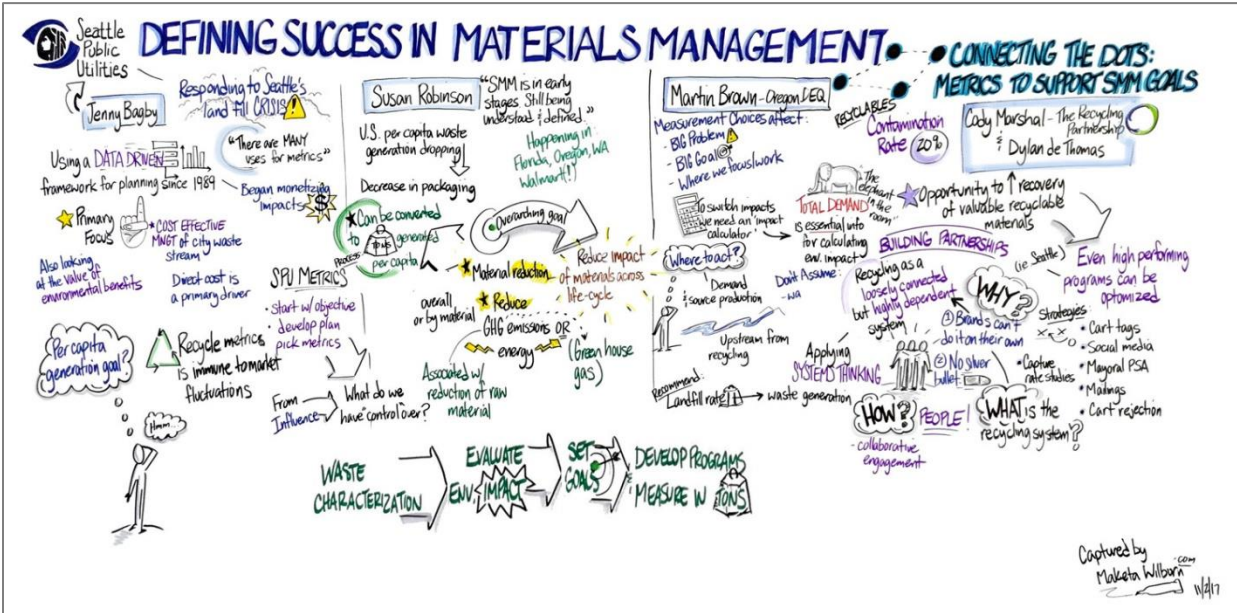 Seattle
Public
Utilities
DEFINING SUCCESS IN MATERIALS MANAGEMENT
CONNECTING THE DOTS:
METRICS TO SUPPORT SMM GOALS
Jenny Bagby
Responding to Seattle's
land fill CRISIS
"There are MANY
uses for metrics"
Using a DATA DRIVEN
framework for planning since 1989
Began monetizing
impacts
$
Primary
Focus
COST EFFECTIVE
MNGT of city waste
stream
Also looking
at the value of
environmental benefits
Direct cost is
a primary driver
Per capita
generation goal?
Recycle metrics
is immune to market
fluctuations
Hmm...
SPU METRICS
• Start w/ objective
develop plan
pick metrics
From
Influence
What do we
have "control" over?
Susan Robinson
"SMM is in early
stages. Still being
understood & defined."
U.S. per capita waste
generation dropping
Decrease in packaging
Happening in
Florida, Oregon, WA
Walmart!)
Can be converted
to TONS generated
PROCESS
per capita
Overarching goal
Reduce impact
of materials across
life-cycle
Material reduction
overall
or by material
Reduce
GHG emissions OR
energy
(Green house
gas)
Associated w/
reduction of raw
material
WASTE
CHARACTERIZATION
EVALUATE
ENV. IMPACT
SET
GOALS
DEVELOP PROGRAMS
&
MEASURE IN TONS
Martin Brown - Oregon DEQ
Measurement Choices affect:
- BIG Problem
- BIG Goal
- Where we focus/work
To switch impacts
we need an "impact
calculator"
The
elephant
in the
room"
TOTAL DEMAND
is essential info
for calculating
env. impact
Where to act?
Demand
& source production
Don't Assume:
- wa
Upstream from
recycling
Recommend:
Landfill rate
waste generation
Applying
SYSTEMS THINKING
RECYCLABLES
Contamination
Rate 20%
Cody Marshal - The Recycling
Partnership
&
Dylan de Thomas
Opportunity to ↑ recovery
of valuable recyclable
materials
BUILDING PARTNERSHIPS
Recycling as a
loosely connected
but highly dependent
system
(ie Seattle)
Even high performing
programs can be
optomized
WHY?
① Brands can't
do it on their own
② No silver
bullet
Strategies:
• Capture
rate studies
• Cart tags
• Social media
• Mayoral PSA
• Mailings
• Cart rejection
HOW?
PEOPLE!
- collaborative
engagement
WHAT is the
recycling system?
Captured by
Maketa Wilborn
.com
11/2/17